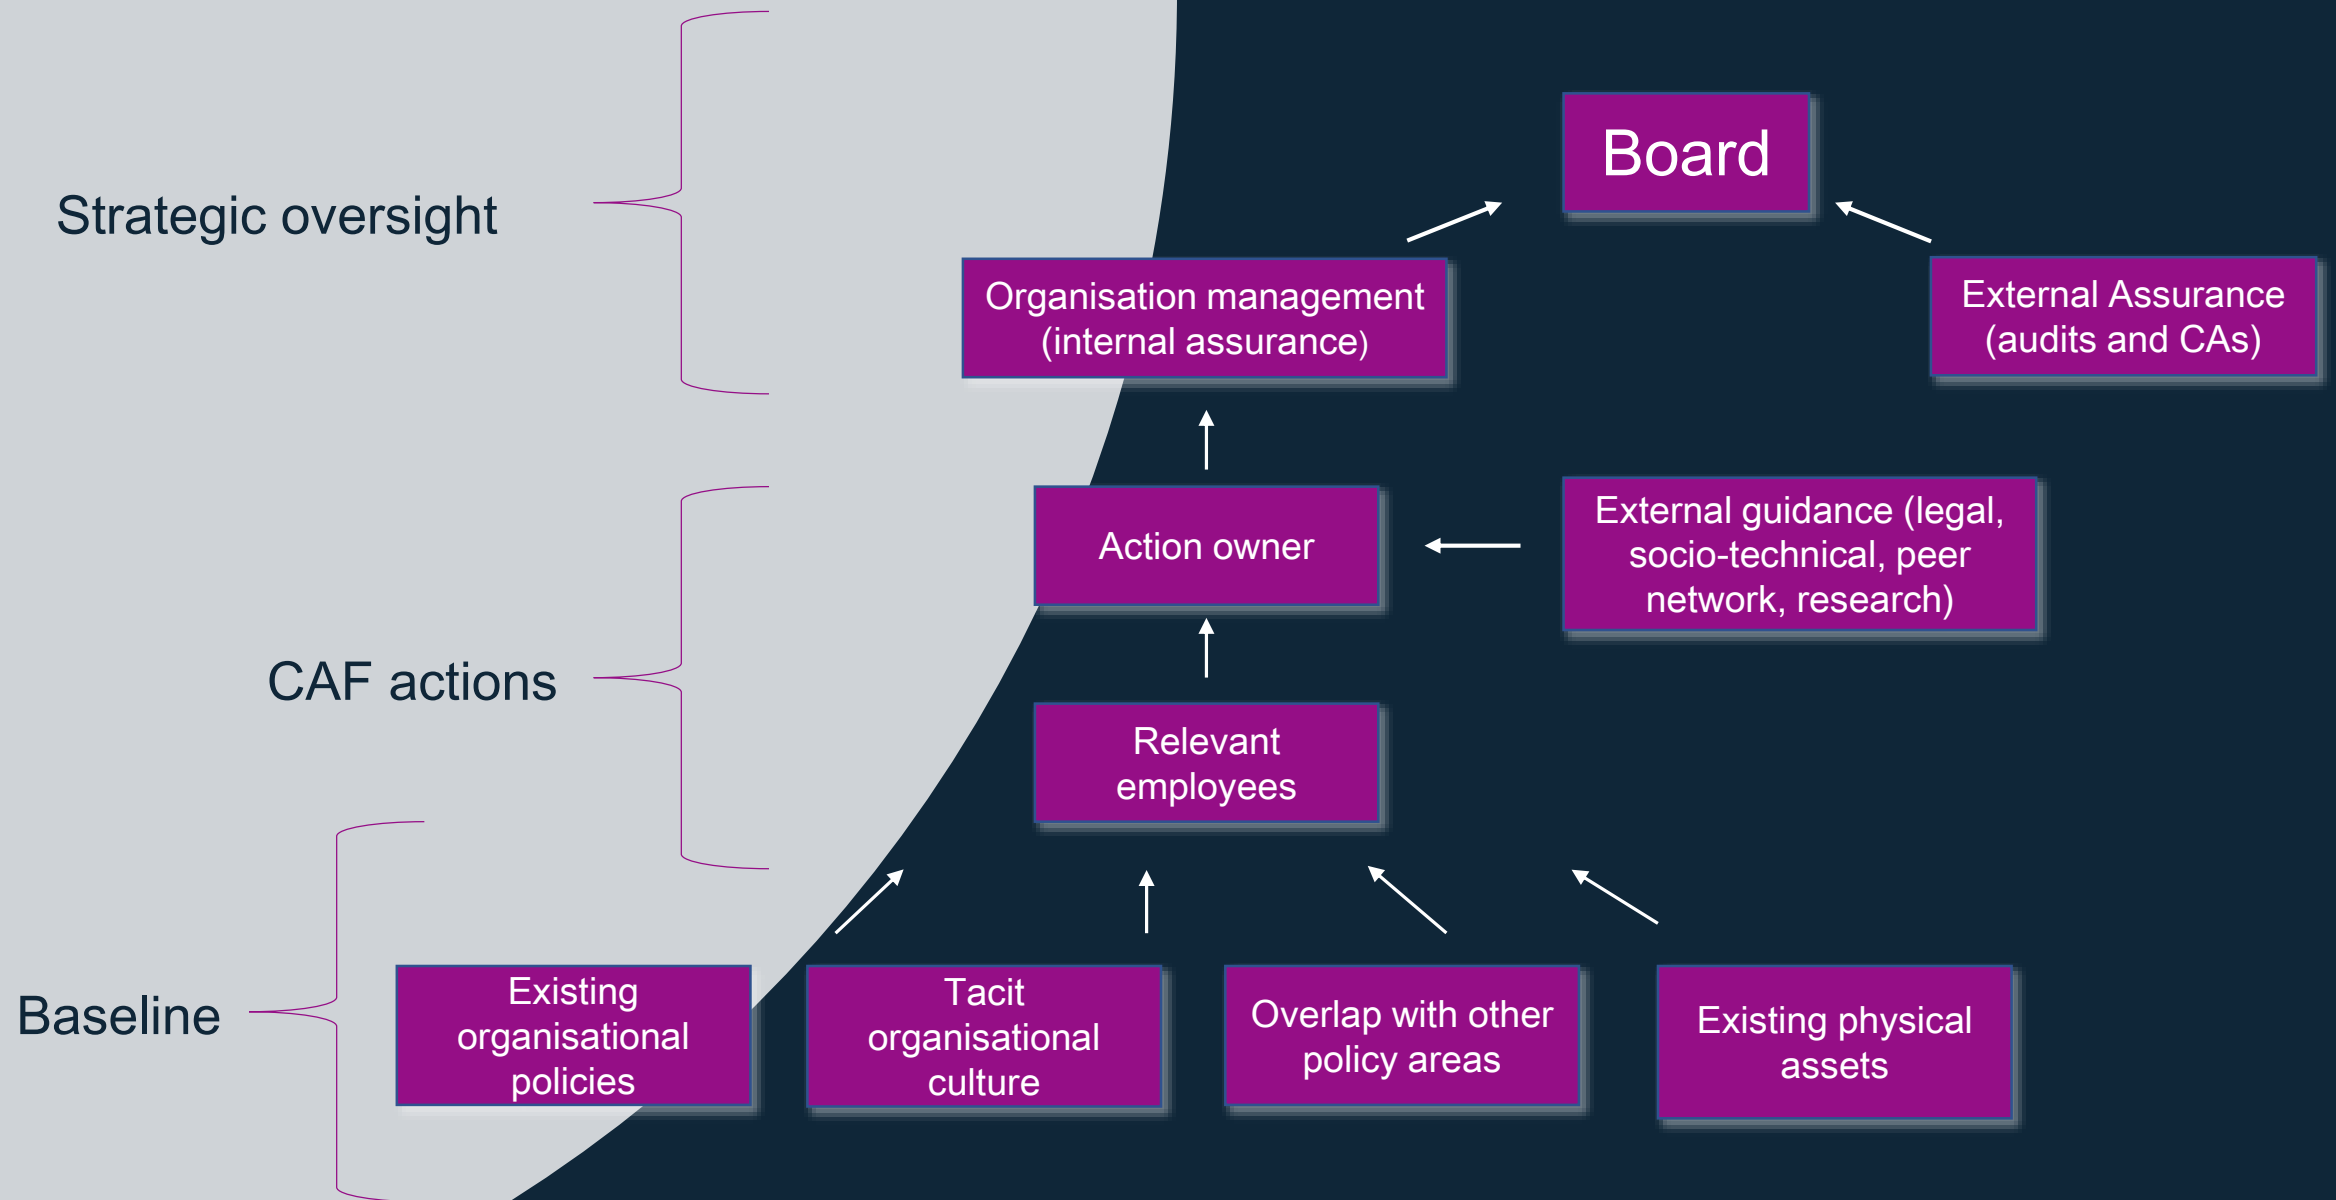 Board
Strategic oversight
Organisation management
(internal assurance)
External Assurance
(audits and CAs)
Action owner
External guidance (legal,
socio-technical, peer
network, research)
CAF actions
Relevant
employees
Baseline
Existing
organisational
policies
Tacit
organisational
culture
Overlap with other
policy areas
Existing physical
assets